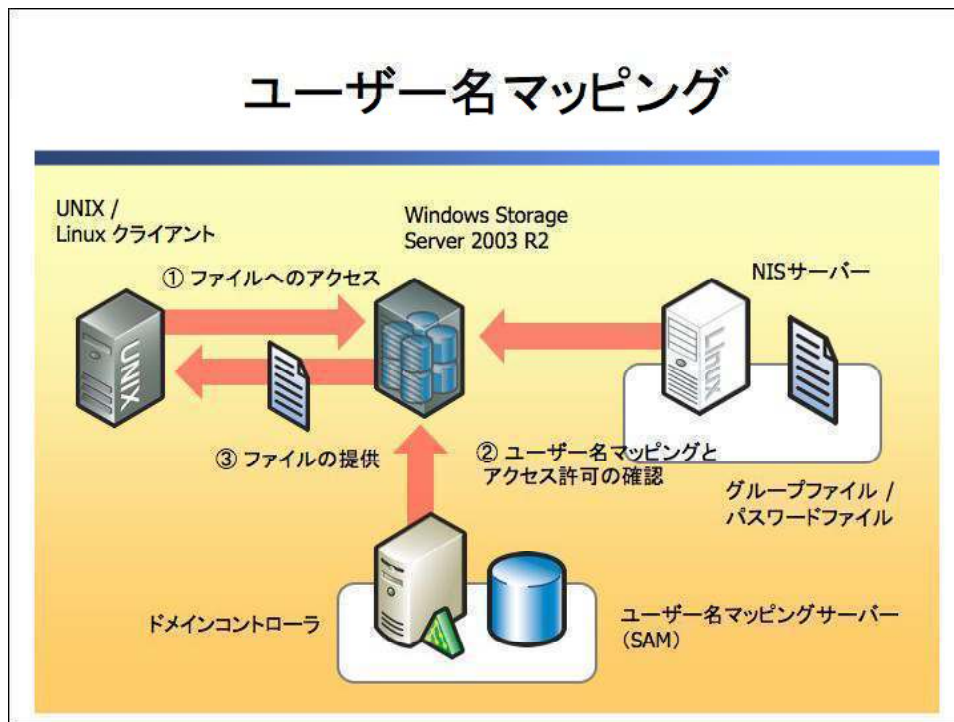 ユーザー名マッピング
UNIX /
Linux クライアント
Windows Storage
Server 2003 R2
① ファイルへのアクセス
NISサーバー
UNIX
Linux
③ ファイルの提供
② ユーザー名マッピングと
アクセス許可の確認
グループファイル /
パスワードファイル
ドメインコントローラ
ユーザー名マッピングサーバー
(SAM)